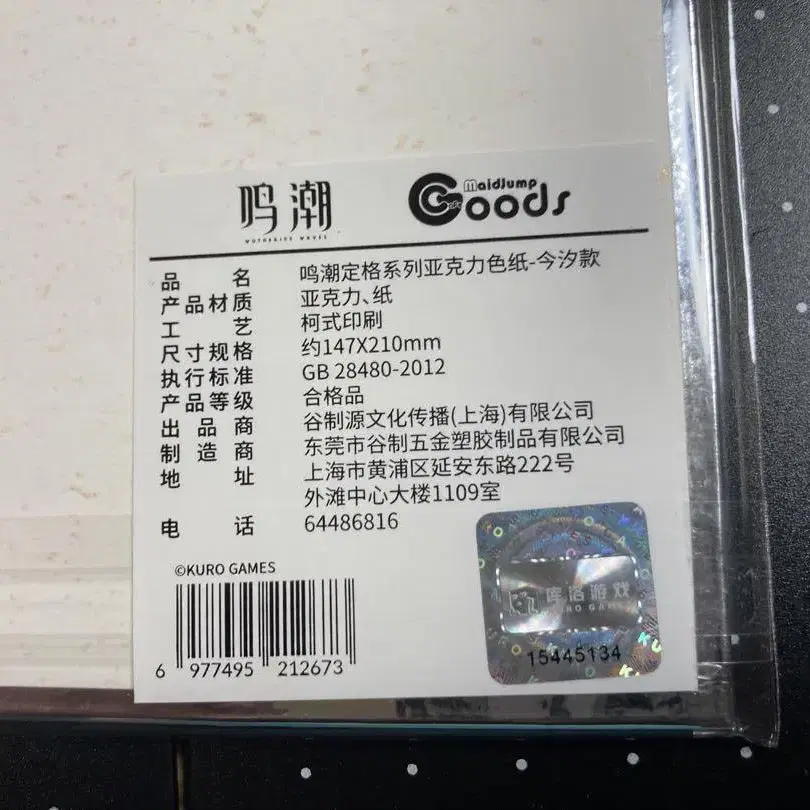 鸣潮
WUTHERING WAVES
MaidJump
Goods
品名 鸣潮定格系列亚克力色纸-今汐款
产品材质 亚克力、纸
工艺 柯式印刷
尺寸规格 约147X210mm
执行标准 GB 28480-2012
产品等级 合格品
出品商 谷制源文化传播(上海)有限公司
制造商 东莞市谷制五金塑胶制品有限公司
地址 上海市黄浦区延安东路222号
外滩中心大楼1109室
电话 64486816
©KURO GAMES
6 977495 212673
库洛游戏
KURO GAMES
15445134